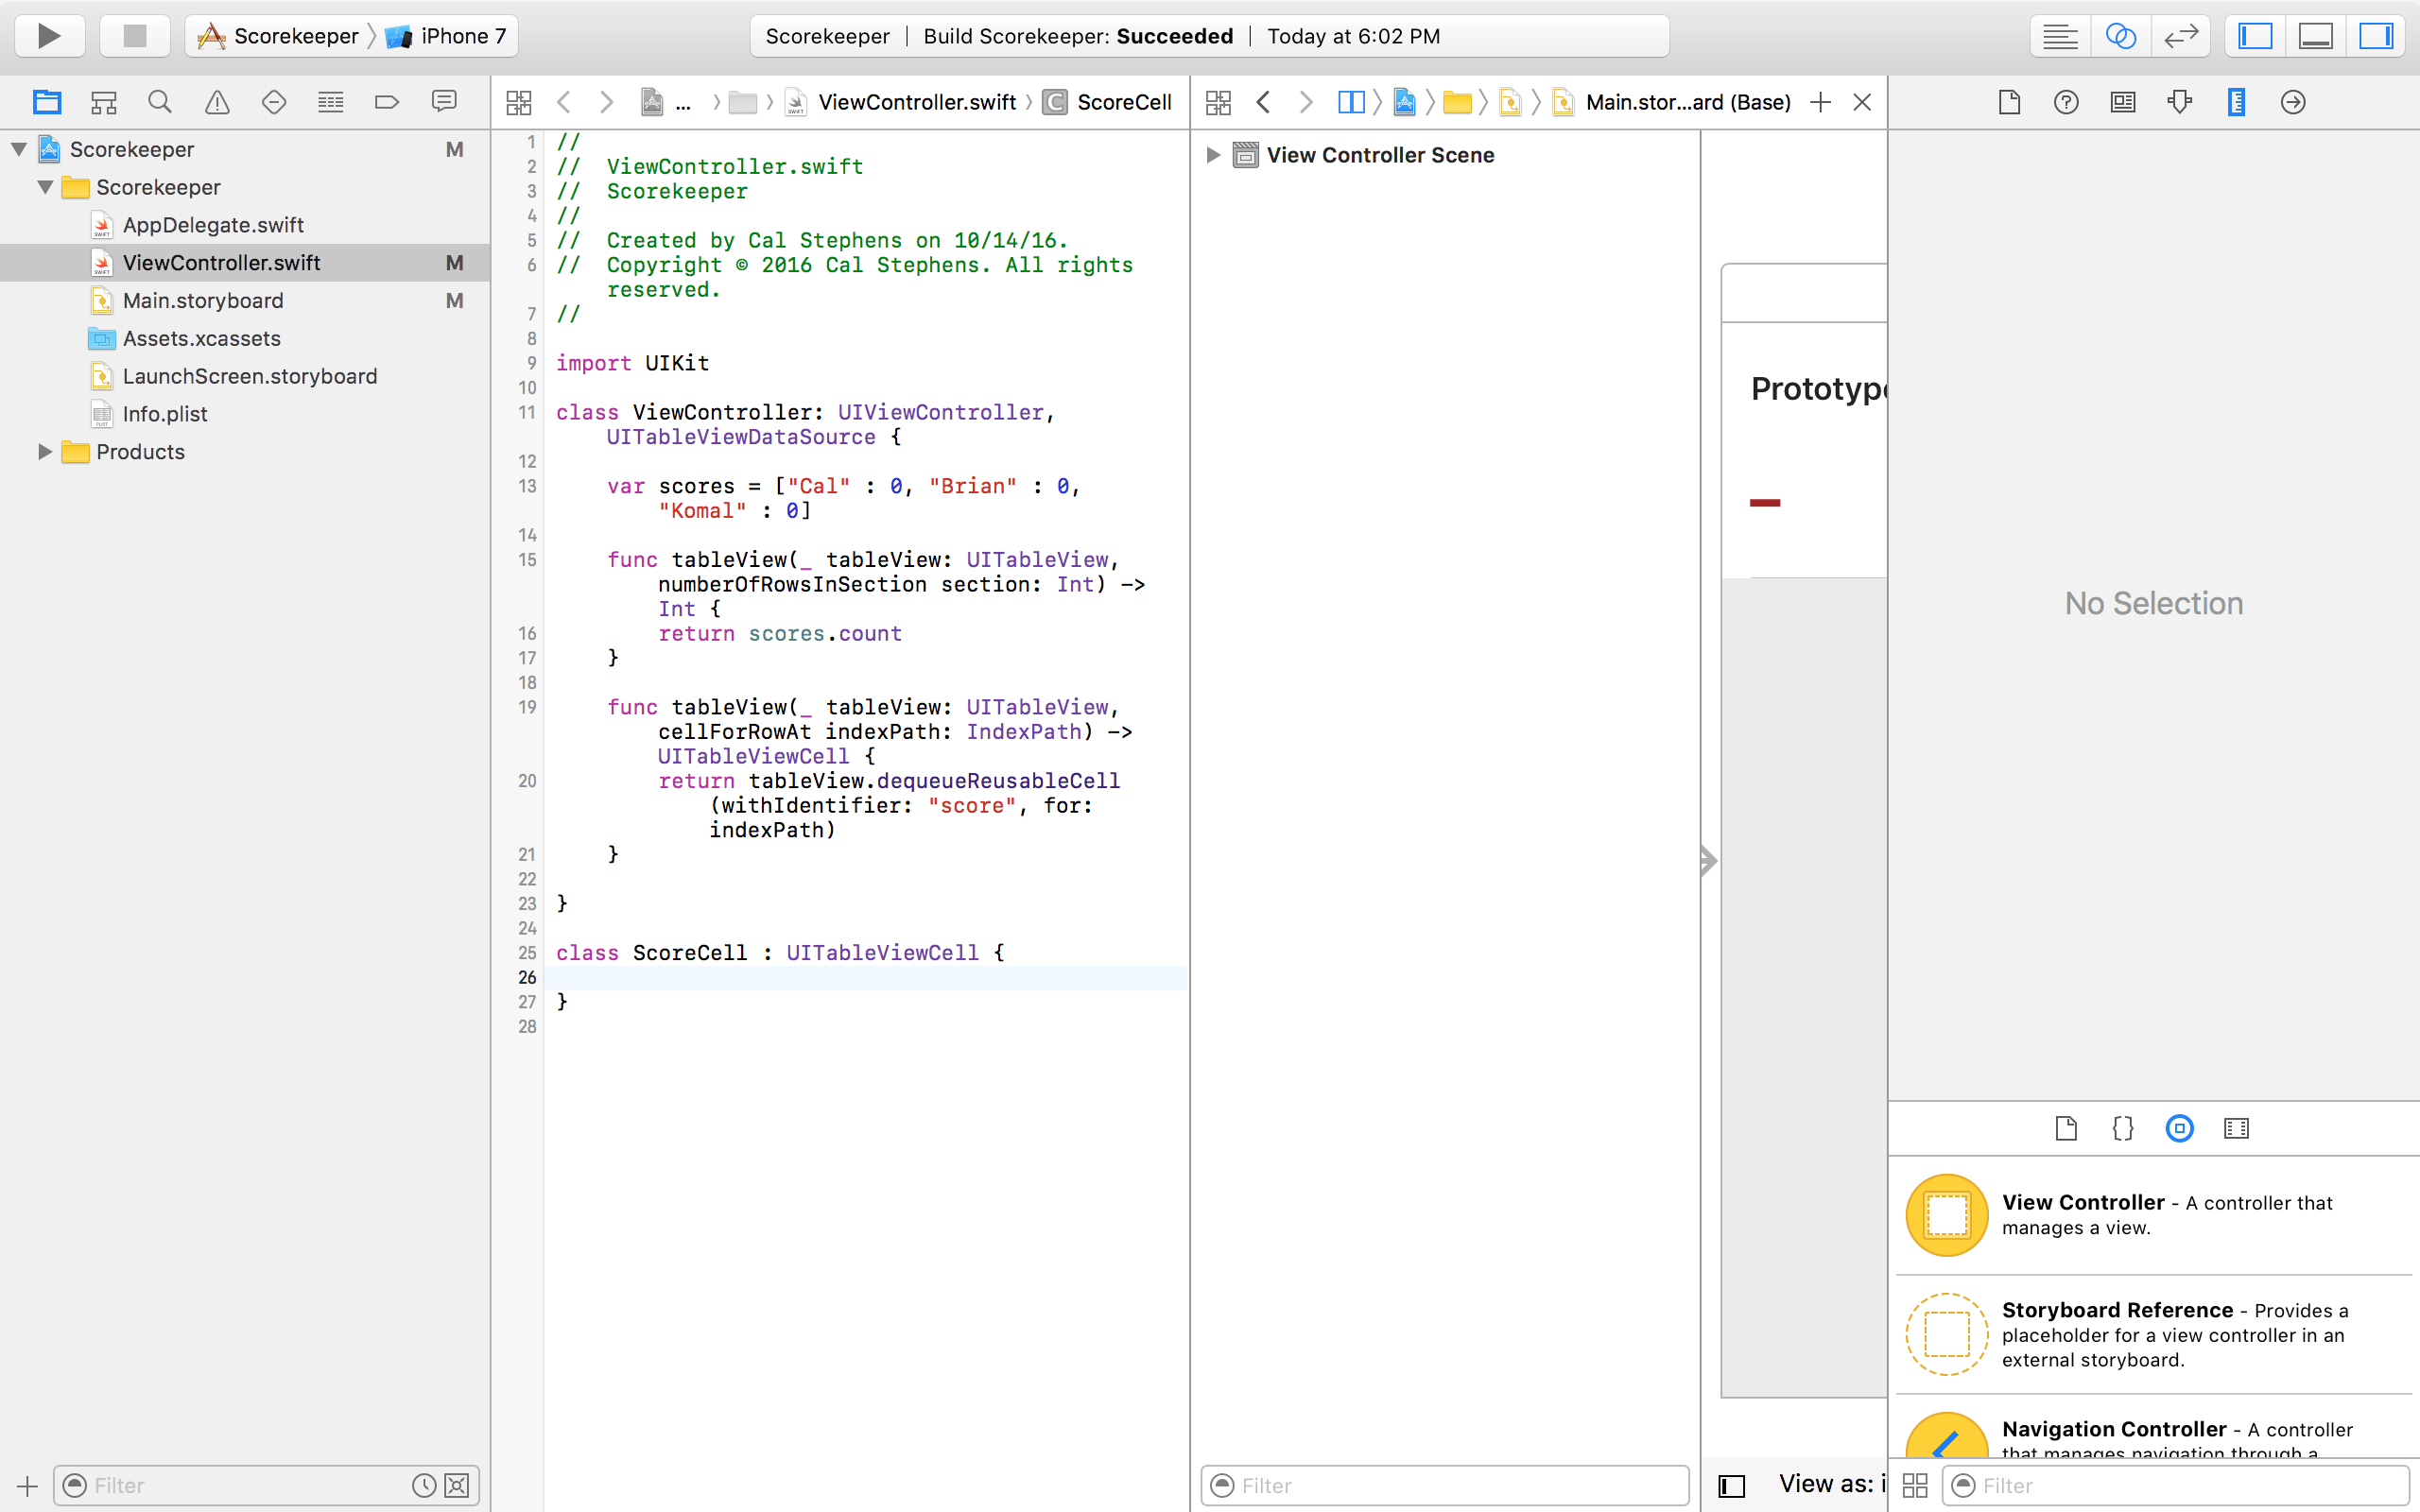 Scorekeeper iPhone 7
Scorekeeper | Build Scorekeeper: Succeeded | Today at 6:02 PM
... ViewController.swift ScoreCell
Main.stor...ard (Base)
Scorekeeper M
Scorekeeper
AppDelegate.swift
ViewController.swift M
Main.storyboard M
Assets.xcassets
LaunchScreen.storyboard
Info.plist
Products
Filter
1 //
2 // ViewController.swift
3 // Scorekeeper
4 //
5 // Created by Cal Stephens on 10/14/16.
6 // Copyright © 2016 Cal Stephens. All rights
reserved.
7 //
8
9 import UIKit
10
11 class ViewController: UIViewController,
UITableViewDataSource {
12
13 var scores = ["Cal" : 0, "Brian" : 0,
"Komal" : 0]
14
15 func tableView(_ tableView: UITableView,
numberOfRowsInSection section: Int) ->
Int {
16 return scores.count
17 }
18
19 func tableView(_ tableView: UITableView,
cellForRowAt indexPath: IndexPath) ->
UITableViewCell {
20 return tableView.dequeueReusableCell
(withIdentifier: "score", for:
indexPath)
21 }
22
23 }
24
25 class ScoreCell : UITableViewCell {
26
27 }
28
View Controller Scene
Filter
Prototype
View as: i
No Selection
View Controller - A controller that
manages a view.
Storyboard Reference - Provides a
placeholder for a view controller in an
external storyboard.
Navigation Controller - A controller
that manages navigation through a
Filter